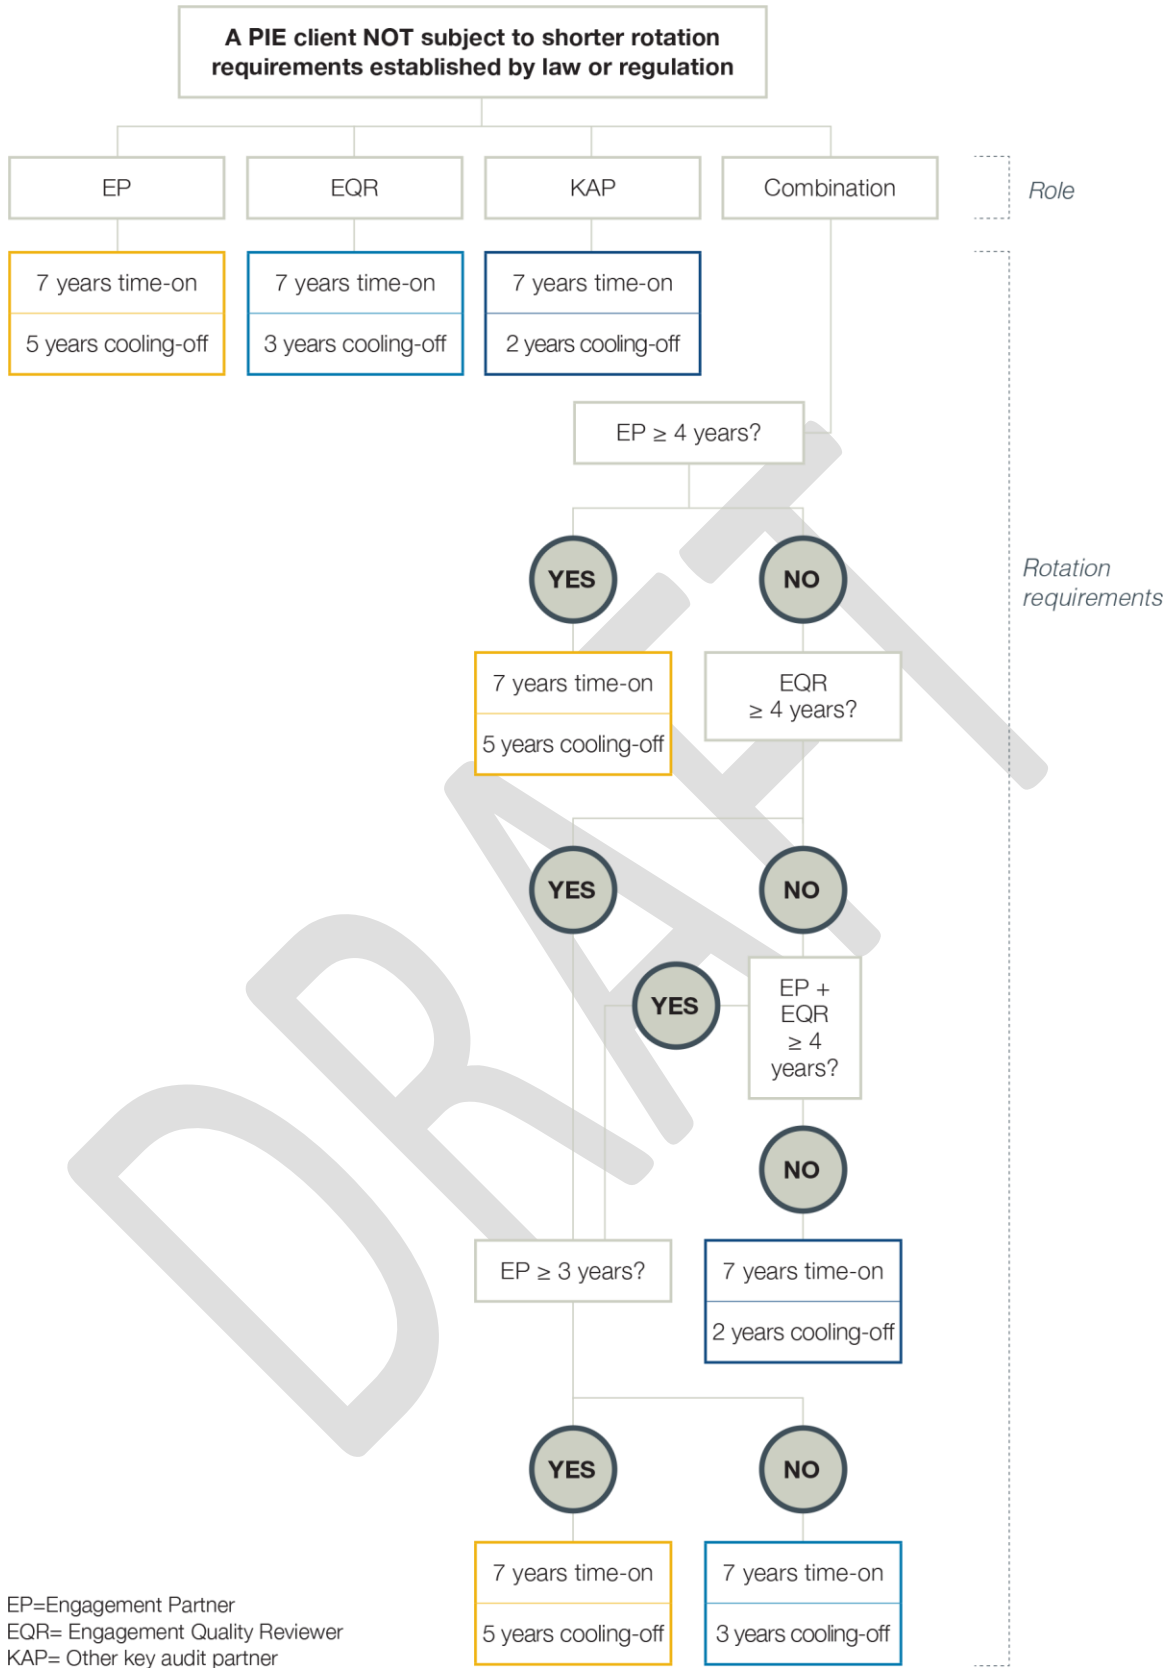 A PIE client NOT subject to shorter rotation
requirements established by law or regulation
EP
EQR
KAP
Combination
Role
7 years time-on
5 years cooling-off
7 years time-on
3 years cooling-off
7 years time-on
2 years cooling-off
EP ≥ 4 years?
YES
NO
Rotation
requirements
7 years time-on
5 years cooling-off
EQR
≥ 4 years?
YES
NO
YES
EP +
EQR
≥ 4
years?
NO
EP ≥ 3 years?
7 years time-on
2 years cooling-off
YES
NO
7 years time-on
5 years cooling-off
7 years time-on
3 years cooling-off
EP=Engagement Partner
EQR= Engagement Quality Reviewer
KAP= Other key audit partner
DRAFT